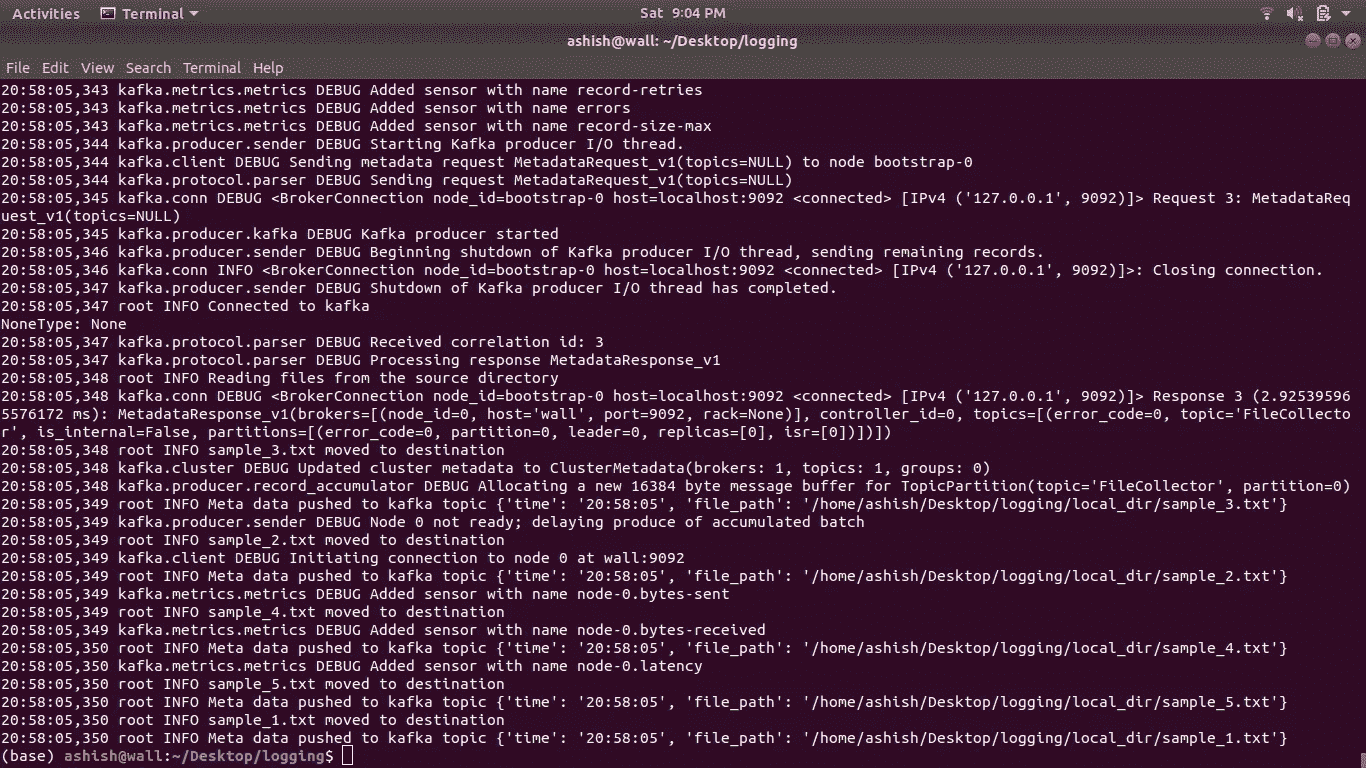 Activities Terminal Sat 9:04 PM
ashish@wall: ~/Desktop/logging
File Edit View Search Terminal Help
20:58:05,343 kafka.metrics.metrics DEBUG Added sensor with name record-retries
20:58:05,343 kafka.metrics.metrics DEBUG Added sensor with name errors
20:58:05,343 kafka.metrics.metrics DEBUG Added sensor with name record-size-max
20:58:05,344 kafka.producer.sender DEBUG Starting Kafka producer I/O thread.
20:58:05,344 kafka.client DEBUG Sending metadata request MetadataRequest_v1(topics=NULL) to node bootstrap-0
20:58:05,344 kafka.protocol.parser DEBUG Sending request MetadataRequest_v1(topics=NULL)
20:58:05,345 kafka.conn DEBUG <BrokerConnection node_id=bootstrap-0 host=localhost:9092 <connected> [IPv4 ('127.0.0.1', 9092)]> Request 3: MetadataReq
uest_v1(topics=NULL)
20:58:05,345 kafka.producer.kafka DEBUG Kafka producer started
20:58:05,346 kafka.producer.sender DEBUG Beginning shutdown of Kafka producer I/O thread, sending remaining records.
20:58:05,346 kafka.conn INFO <BrokerConnection node_id=bootstrap-0 host=localhost:9092 <connected> [IPv4 ('127.0.0.1', 9092)]>: Closing connection.
20:58:05,347 kafka.producer.sender DEBUG Shutdown of Kafka producer I/O thread has completed.
20:58:05,347 root INFO Connected to kafka
NoneType: None
20:58:05,347 kafka.protocol.parser DEBUG Received correlation id: 3
20:58:05,347 kafka.protocol.parser DEBUG Processing response MetadataResponse_v1
20:58:05,348 root INFO Reading files from the source directory
20:58:05,348 kafka.conn DEBUG <BrokerConnection node_id=bootstrap-0 host=localhost:9092 <connected> [IPv4 ('127.0.0.1', 9092)]> Response 3 (2.92539596
5576172 ms): MetadataResponse_v1(brokers=[(node_id=0, host='wall', port=9092, rack=None)], controller_id=0, topics=[(error_code=0, topic='FileCollecto
r', is_internal=False, partitions=[(error_code=0, partition=0, leader=0, replicas=[0], isr=[0])])])
20:58:05,348 root INFO sample_3.txt moved to destination
20:58:05,348 kafka.cluster DEBUG Updated cluster metadata to ClusterMetadata(brokers: 1, topics: 1, groups: 0)
20:58:05,348 kafka.producer.record_accumulator DEBUG Allocating a new 16384 byte message buffer for TopicPartition(topic='FileCollector', partition=0)
20:58:05,349 root INFO Meta data pushed to kafka topic {'time': '20:58:05', 'file_path': '/home/ashish/Desktop/logging/local_dir/sample_3.txt'}
20:58:05,349 kafka.producer.sender DEBUG Node 0 not ready; delaying produce of accumulated batch
20:58:05,349 root INFO sample_2.txt moved to destination
20:58:05,349 kafka.client DEBUG Initiating connection to node 0 at wall:9092
20:58:05,349 root INFO Meta data pushed to kafka topic {'time': '20:58:05', 'file_path': '/home/ashish/Desktop/logging/local_dir/sample_2.txt'}
20:58:05,349 kafka.metrics.metrics DEBUG Added sensor with name node-0.bytes-sent
20:58:05,349 root INFO sample_4.txt moved to destination
20:58:05,349 kafka.metrics.metrics DEBUG Added sensor with name node-0.bytes-received
20:58:05,350 root INFO Meta data pushed to kafka topic {'time': '20:58:05', 'file_path': '/home/ashish/Desktop/logging/local_dir/sample_4.txt'}
20:58:05,350 kafka.metrics.metrics DEBUG Added sensor with name node-0.latency
20:58:05,350 root INFO sample_5.txt moved to destination
20:58:05,350 root INFO Meta data pushed to kafka topic {'time': '20:58:05', 'file_path': '/home/ashish/Desktop/logging/local_dir/sample_5.txt'}
20:58:05,350 root INFO sample_1.txt moved to destination
20:58:05,350 root INFO Meta data pushed to kafka topic {'time': '20:58:05', 'file_path': '/home/ashish/Desktop/logging/local_dir/sample_1.txt'}
(base) ashish@wall:~/Desktop/logging$